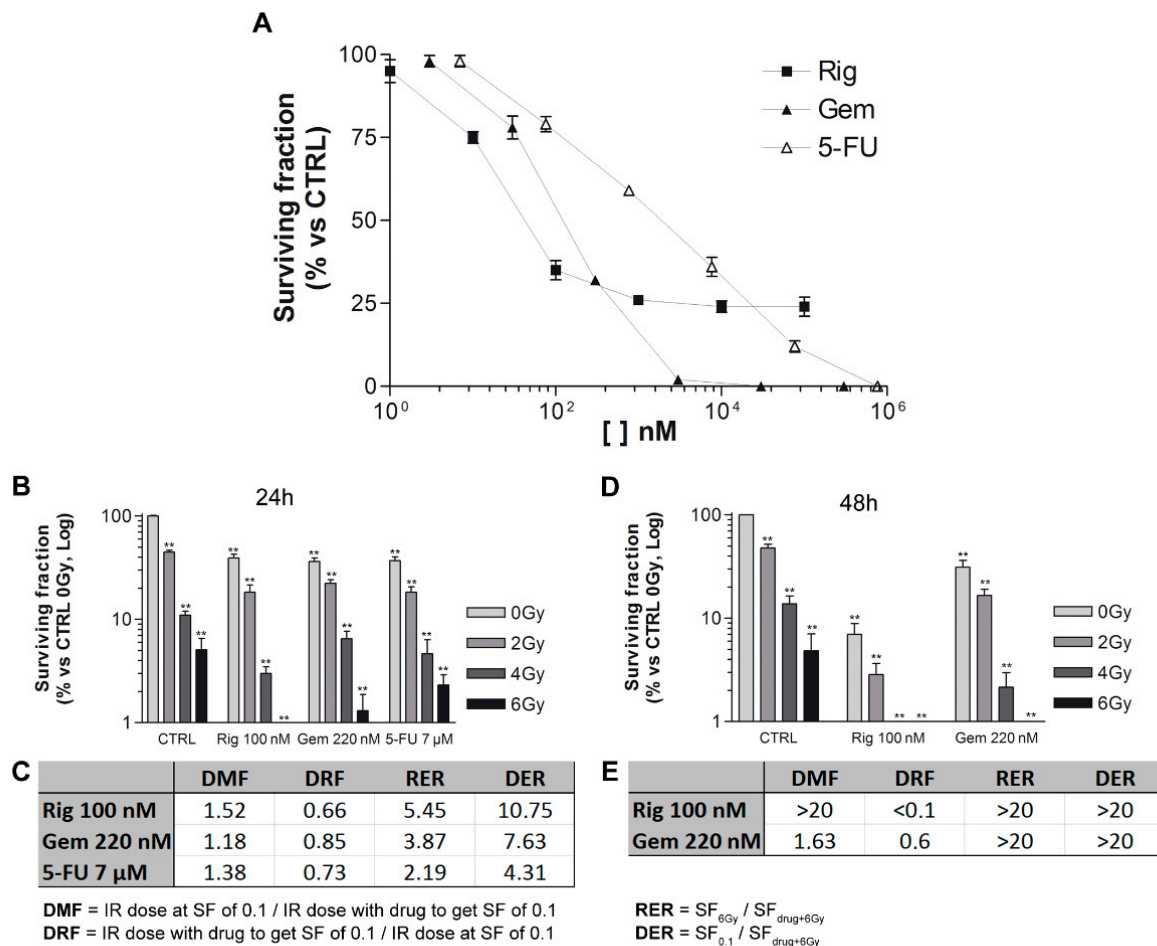 A
Surviving fraction
(% vs CTRL)
100
75
50
25
0
10⁰
10²
10⁴
10⁶
[ ] nM
Rig
Gem
5-FU
B
24h
Surviving fraction
(% vs CTRL 0Gy, Log)
100
10
1
** ** ** ** ** ** ** ** ** ** ** ** ** ** **
CTRL Rig 100 nM Gem 220 nM 5-FU 7 µM
0Gy
2Gy
4Gy
6Gy
D
48h
Surviving fraction
(% vs CTRL 0Gy, Log)
100
10
1
** ** ** ** ** ** ** ** ** ** **
CTRL Rig 100 nM Gem 220 nM
0Gy
2Gy
4Gy
6Gy
C
DMF DRF RER DER
Rig 100 nM 1.52 0.66 5.45 10.75
Gem 220 nM 1.18 0.85 3.87 7.63
5-FU 7 µM 1.38 0.73 2.19 4.31
DMF = IR dose at SF of 0.1 / IR dose with drug to get SF of 0.1
DRF = IR dose with drug to get SF of 0.1 / IR dose at SF of 0.1
E
DMF DRF RER DER
Rig 100 nM >20 <0.1 >20 >20
Gem 220 nM 1.63 0.6 >20 >20
RER = SF6Gy / SFdrug+6Gy
DER = SF0.1 / SFdrug+6Gy